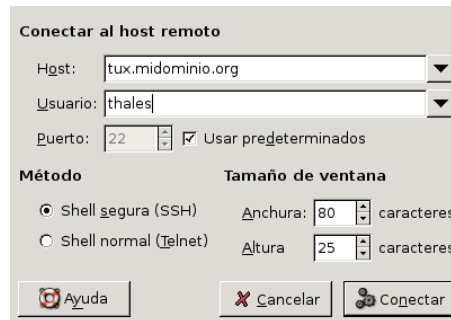 Conectar al host remoto
Host: tux.midominio.org
Usuario: thales
Puerto: 22 Usar predeterminados
Método Tamaño de ventana
Shell segura (SSH) Anchura: 80 caracteres
Shell normal (Telnet) Altura 25 caracteres
Ayuda Cancelar Conectar